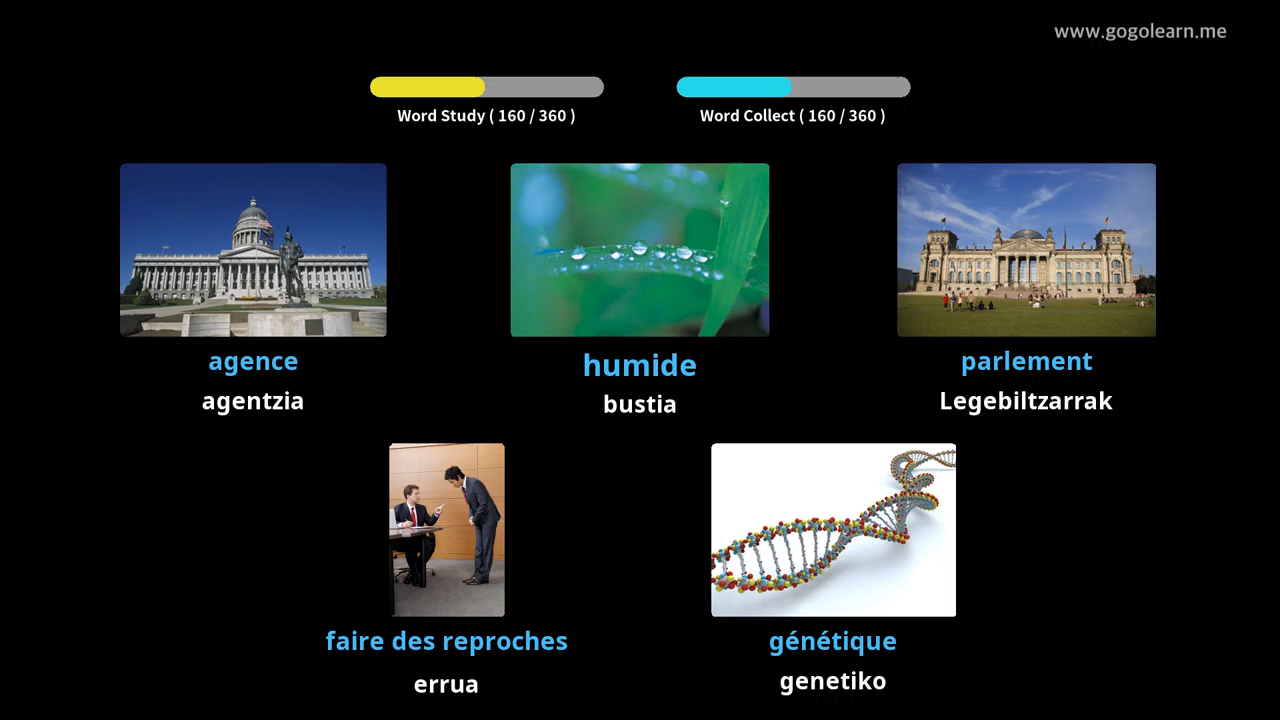 www.gogolearn.me
Word Study ( 160 / 360 )
Word Collect ( 160 / 360 )
agence
agentzia
humide
bustia
parlement
Legebiltzarrak
faire des reproches
errua
génétique
genetiko